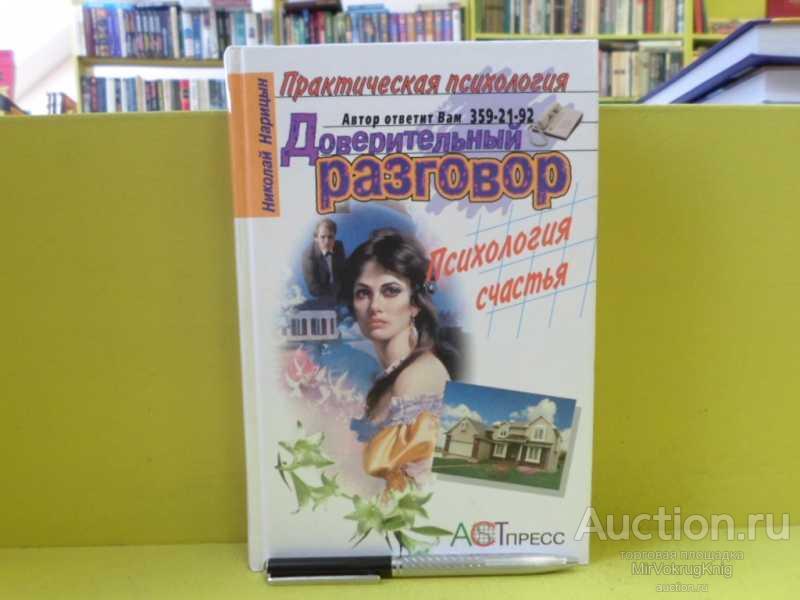 Николай Нарицын
Практическая психология
Автор ответит Вам 359-21-92
Доверительный
разговор
Психология
счастья
АСТ ПРЕСС
Auction.ru
торговая площадка
MirVokrugKnig
auction.ru